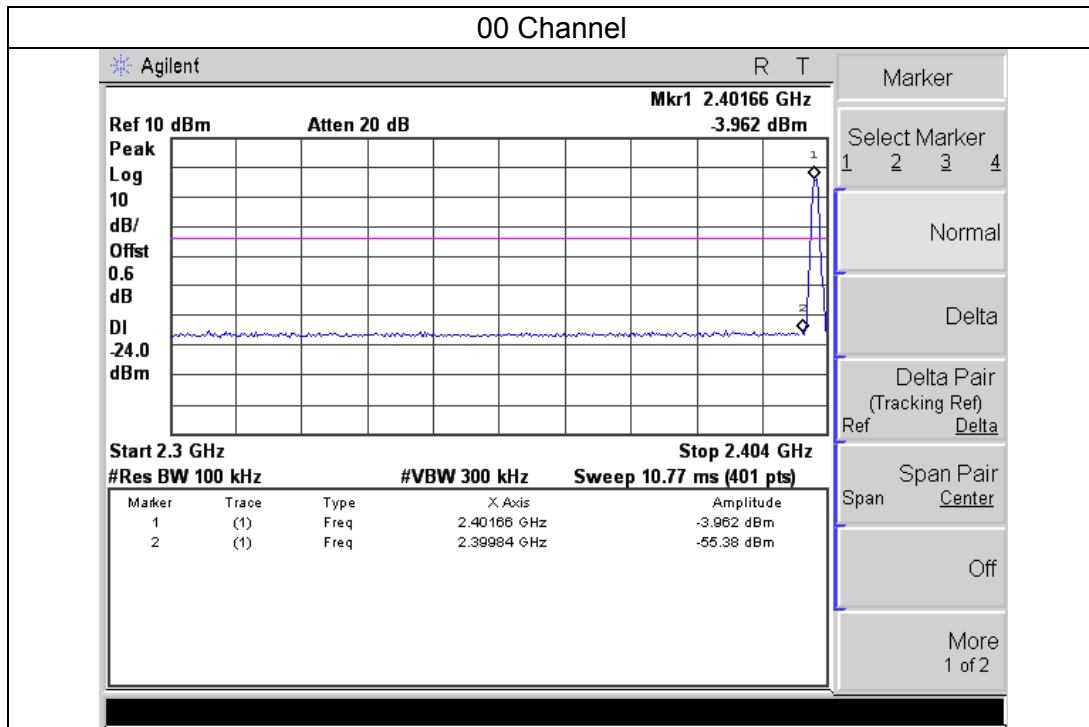 00 Channel
Agilent R T
Mkr1 2.40166 GHz
Ref 10 dBm Atten 20 dB -3.962 dBm
Peak
Log
10
dB/
Offst
0.6
dB
DI
-24.0
dBm
1
2
Start 2.3 GHz Stop 2.404 GHz
#Res BW 100 kHz #VBW 300 kHz Sweep 10.77 ms (401 pts)
Marker Trace Type X Axis Amplitude
1 (1) Freq 2.40166 GHz -3.962 dBm
2 (1) Freq 2.39984 GHz -55.38 dBm
Marker
Select Marker
1 2 3 4
Normal
Delta
Delta Pair
(Tracking Ref)
Ref Delta
Span Pair
Span Center
Off
More
1 of 2